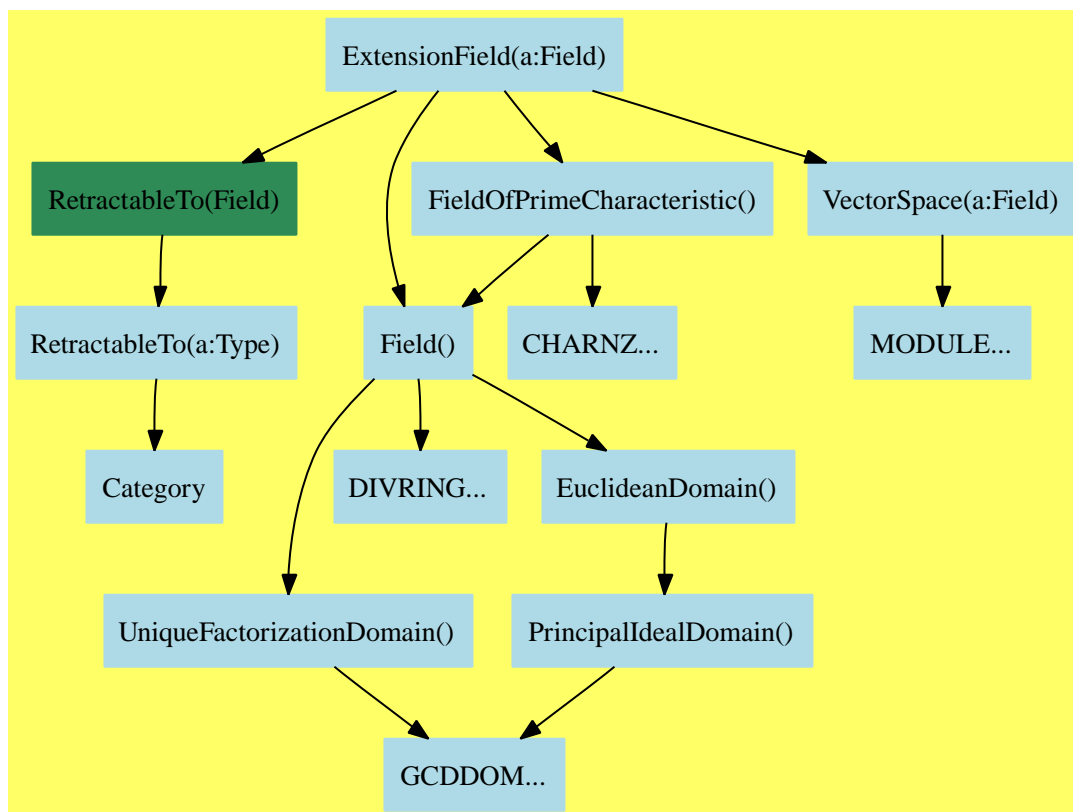 ExtensionField(a:Field)
RetractableTo(Field)
FieldOfPrimeCharacteristic()
VectorSpace(a:Field)
RetractableTo(a:Type)
Field()
CHARNZ...
MODULE...
Category
DIVRING...
EuclideanDomain()
UniqueFactorizationDomain()
PrincipalIdealDomain()
GCDDOM...